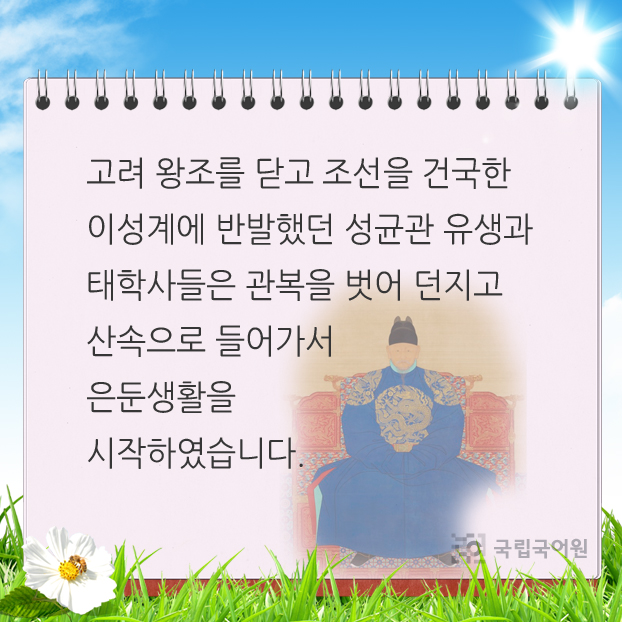 고려 왕조를 닫고 조선을 건국한
이성계에 반발했던 성균관 유생과
태학사들은 관복을 벗어 던지고
산속으로 들어가서
은둔생활을
시작하였습니다.
국립국어원